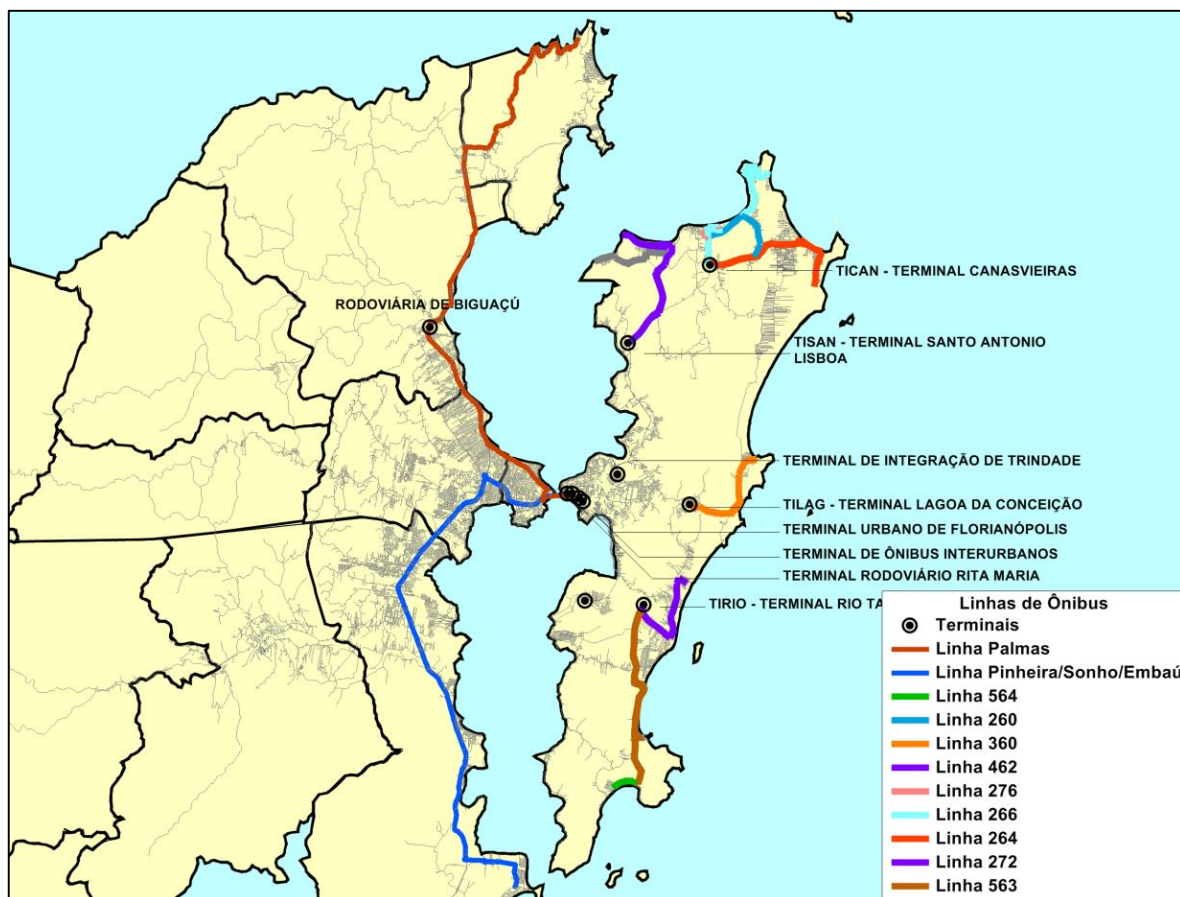 TICAN - TERMINAL CANASVIEIRAS
RODOVIÁRIA DE BIGUAÇÚ
TISAN - TERMINAL SANTO ANTONIO
LISBOA
TERMINAL DE INTEGRAÇÃO DE TRINDADE
TILAG - TERMINAL LAGOA DA CONCEIÇÃO
TERMINAL URBANO DE FLORIANÓPOLIS
TERMINAL DE ÔNIBUS INTERURBANOS
TERMINAL RODOVIÁRIO RITA MARIA
TIRIO - TERMINAL RIO TA
Linhas de Ônibus
Terminais
Linha Palmas
Linha Pinheira/Sonho/Embaú
Linha 564
Linha 260
Linha 360
Linha 462
Linha 276
Linha 266
Linha 264
Linha 272
Linha 563